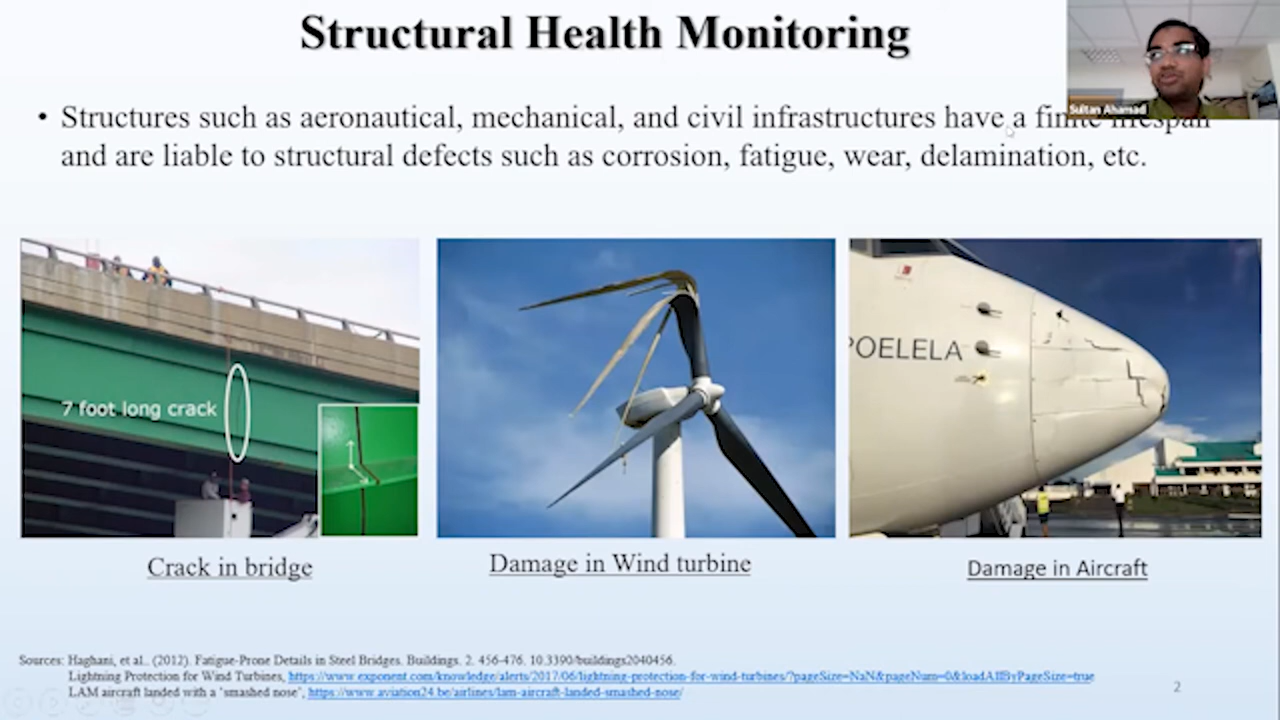 Structural Health Monitoring
Sultan Ahamad
• Structures such as aeronautical, mechanical, and civil infrastructures have a finite lifespan
and are liable to structural defects such as corrosion, fatigue, wear, delamination, etc.
7 foot long crack
POELELA
Crack in bridge
Damage in Wind turbine
Damage in Aircraft
Sources: Haghani, et al.. (2012). Fatigue-Prone Details in Steel Bridges. Buildings. 2. 456-476. 10.3390/buildings2040456.
Lightning Protection for Wind Turbines, https://www.exponent.com/knowledge/alerts/2017/06/lightning-protection-for-wind-turbines/?pageSize=NaN&pageNum=0&loadAllByPageSize=true
LAM aircraft landed with a 'smashed nose', https://www.aviation24.be/airlines/lam-aircraft-landed-smashed-nose/
2